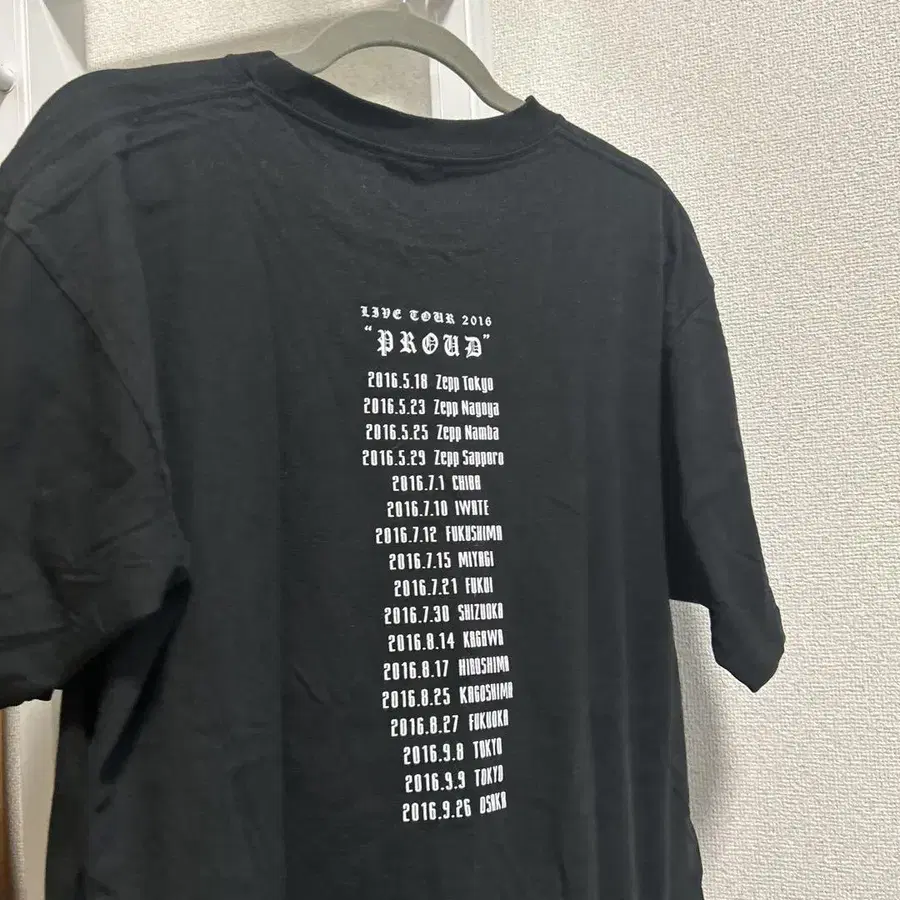 LIVE TOUR 2016
"PROUD"
2016.5.18 Zepp Tokyo
2016.5.23 Zepp Nagoya
2016.5.25 Zepp Namba
2016.5.29 Zepp Sapporo
2016.7.1 CHIBA
2016.7.10 IWATE
2016.7.12 FUKUSHIMA
2016.7.15 MIYAGI
2016.7.21 FUKUI
2016.7.30 SHIZUOKA
2016.8.14 KAGAWA
2016.8.17 HIROSHIMA
2016.8.25 KAGOSHIMA
2016.8.27 FUKUOKA
2016.9.8 TOKYO
2016.9.9 TOKYO
2016.9.26 OSAKA